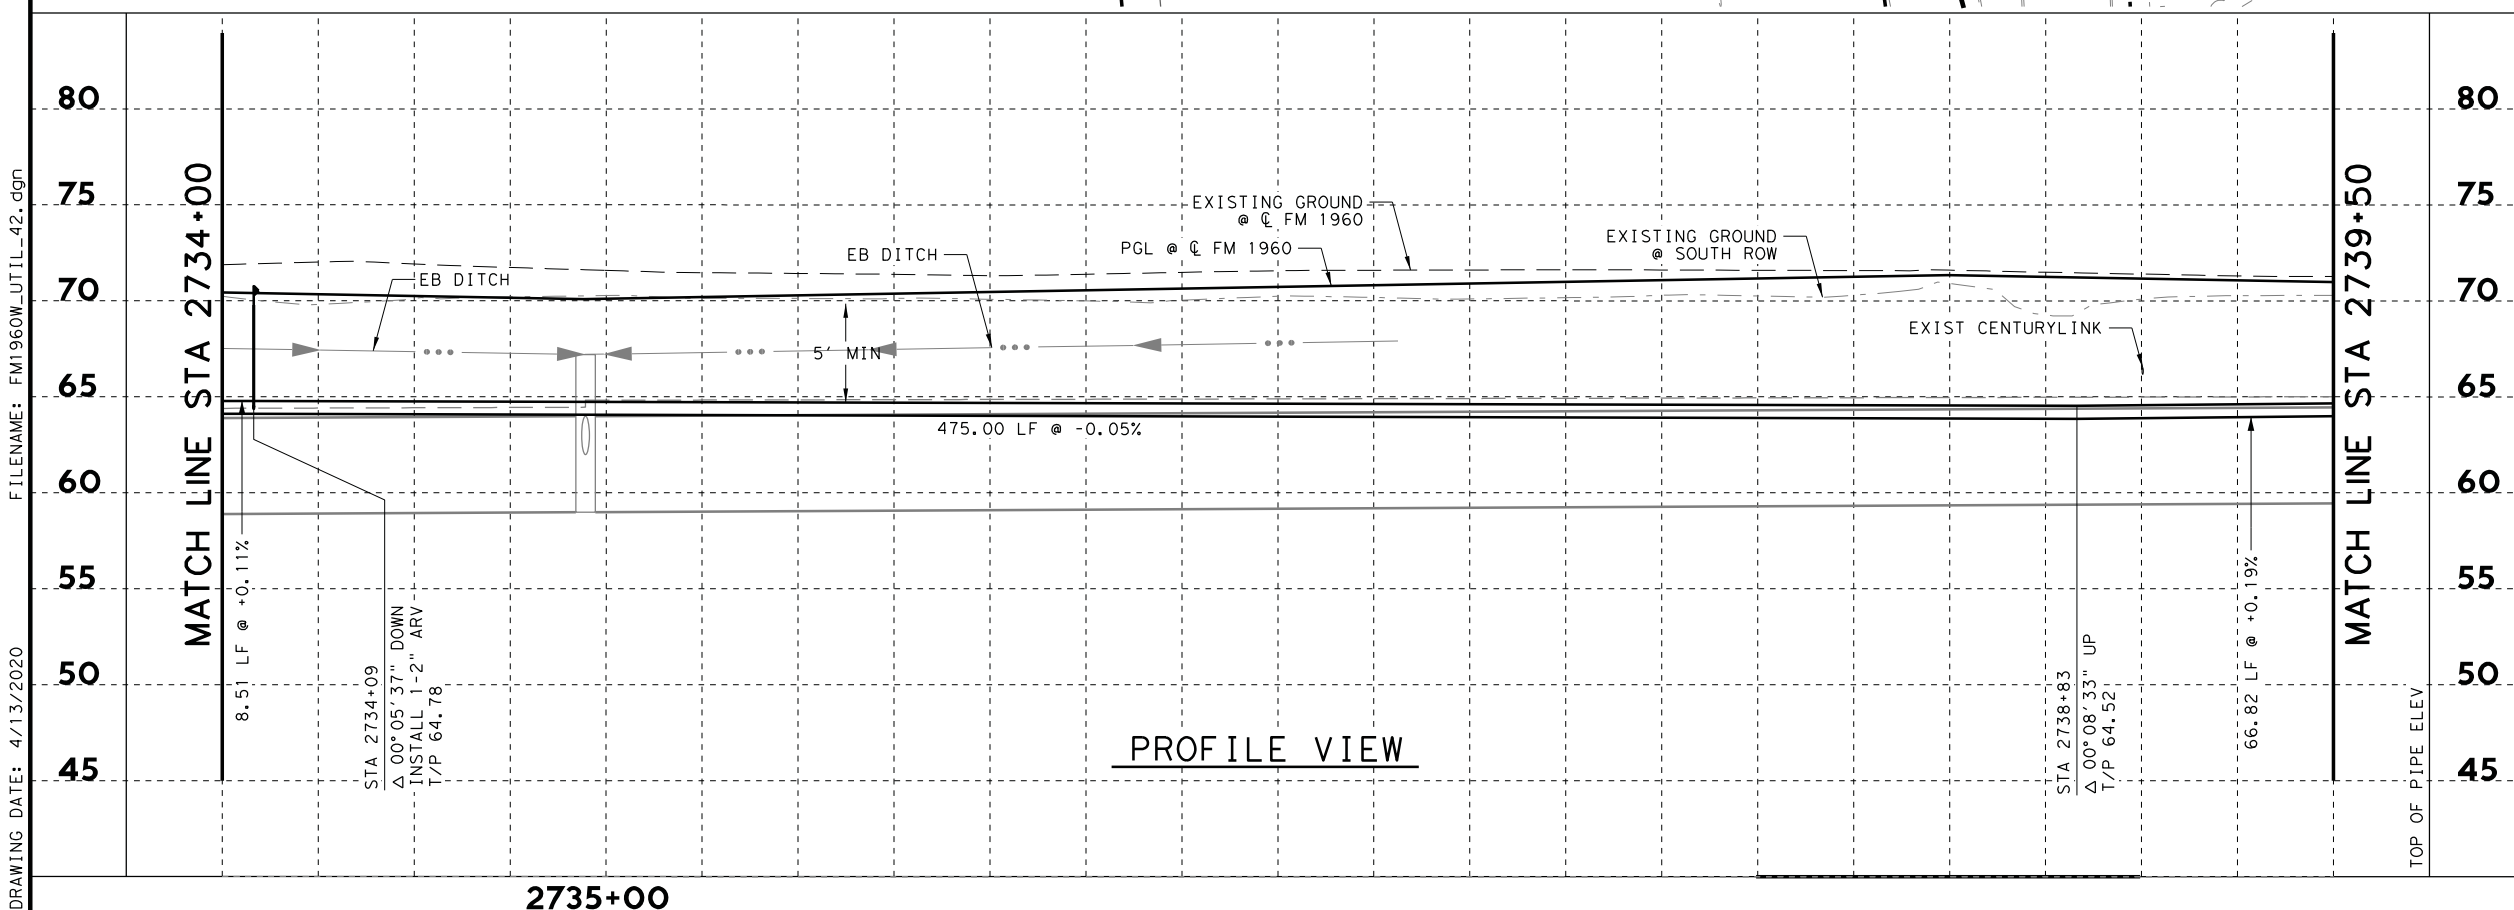 80
75
70
65
60
55
50
45
FILENAME: FM1960W_UTIL_42.dgn
DRAWING DATE: 4/13/2020
MATCH LINE STA 2734+00
EXISTING GROUND
@ ℄ FM 1960
PGL @ ℄ FM 1960
EXISTING GROUND
@ SOUTH ROW
EB DITCH
EB DITCH
5' MIN
EXIST CENTURYLINK
475.00 LF @ -0.05%
8.51 LF @ +0.11%
STA 2734+09
Δ 00°05'37" DOWN
INSTALL 1-2" ARV
T/P 64.78
PROFILE VIEW
STA 2738+83
Δ 00°08'33" UP
T/P 64.52
66.82 LF @ +0.19%
MATCH LINE STA 2739+50
TOP OF PIPE ELEV
80
75
70
65
60
55
50
45
2735+00